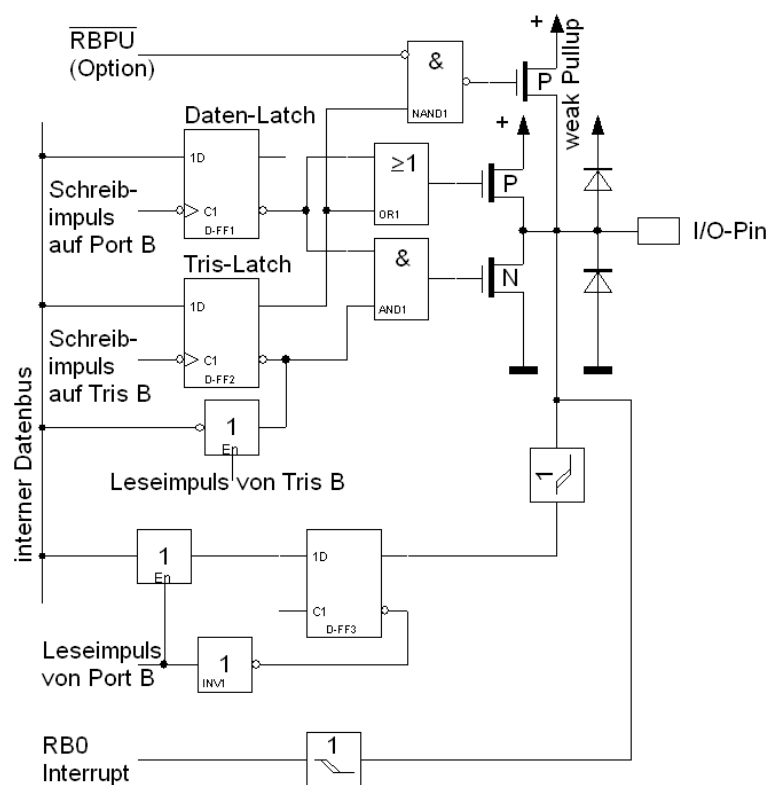 RBPU
(Option)
&
NAND1
+
P
weak Pullup
Daten-Latch
1D
C1
D-FF1
Schreib-
impuls
auf Port B
≥1
OR1
+
P
&
AND1
N
I/O-Pin
Tris-Latch
1D
C1
D-FF2
Schreib-
impuls
auf Tris B
interner Datenbus
1
En
Leseimpuls von Tris B
1
1
En
1D
C1
D-FF3
Leseimpuls
von Port B
1
INV1
RB0
Interrupt
1